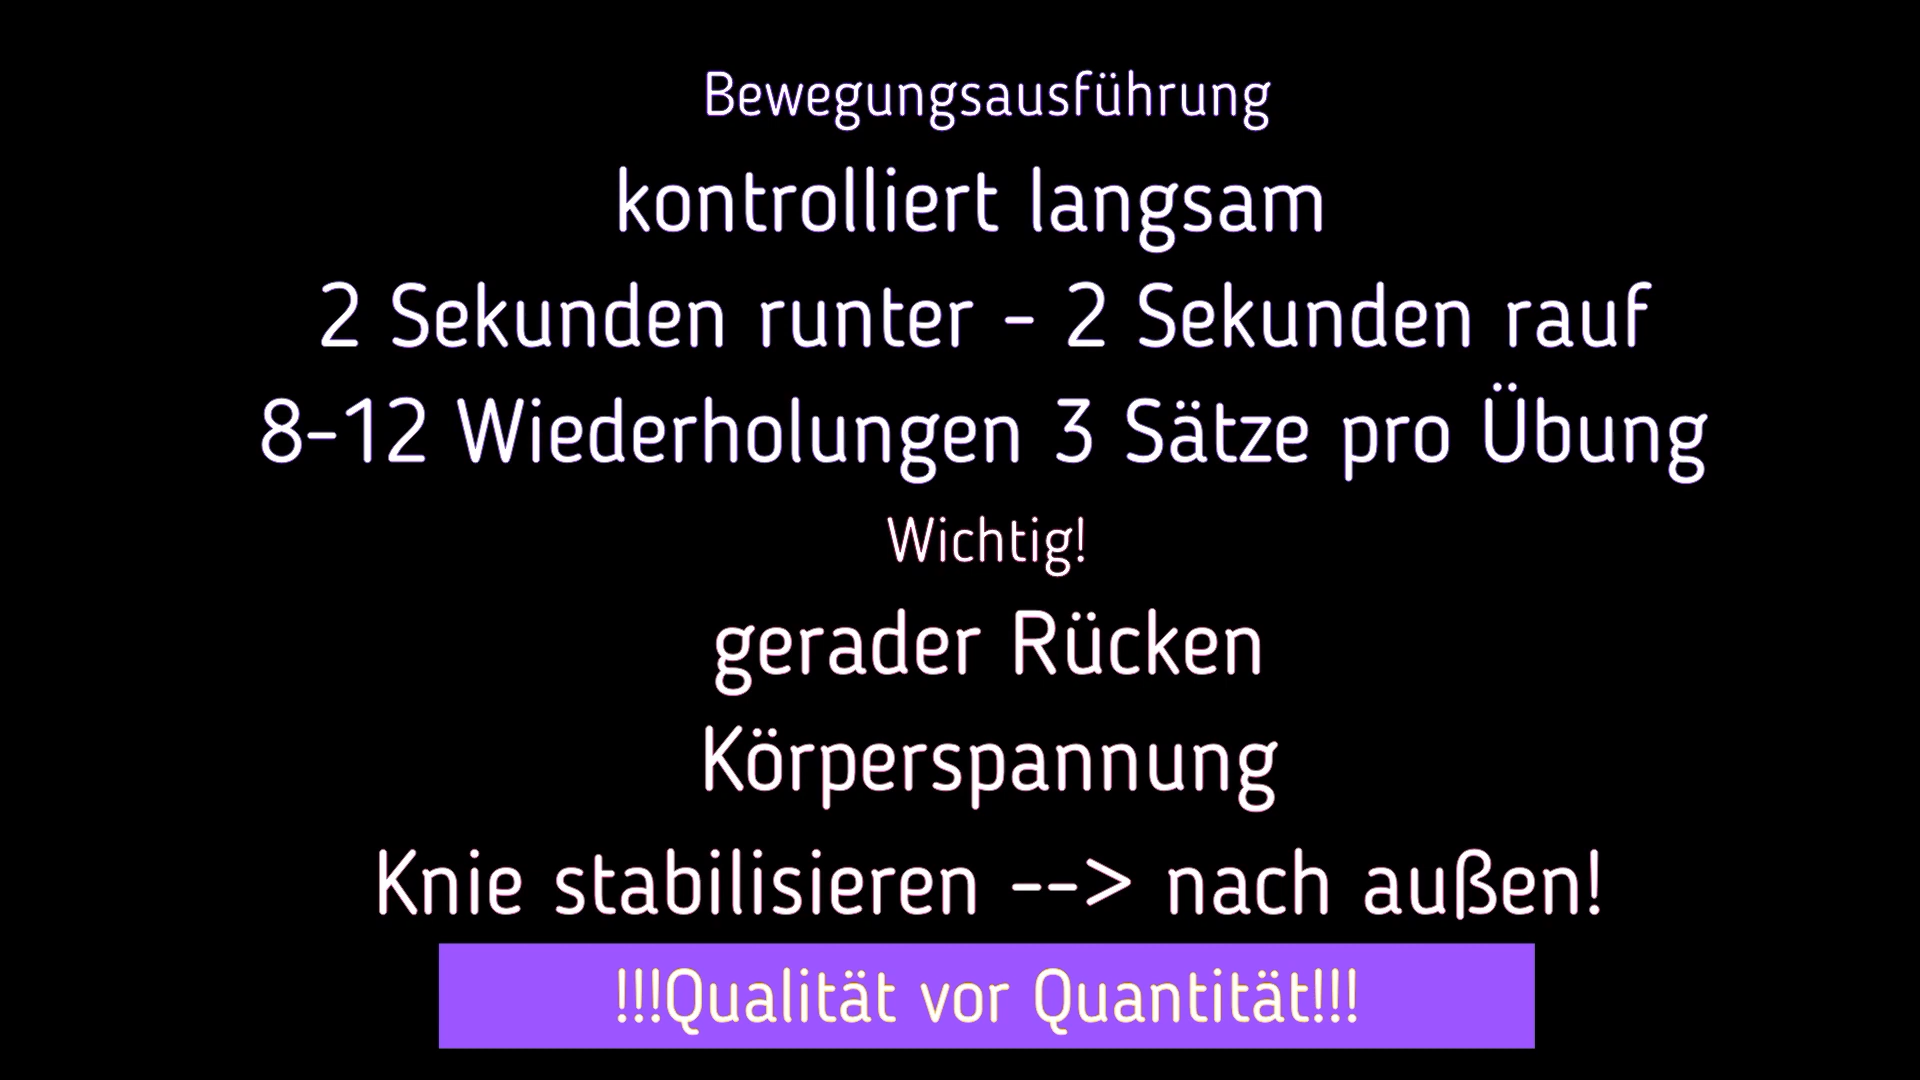 Bewegungsausführung
kontrolliert langsam
2 Sekunden runter - 2 Sekunden rauf
8-12 Wiederholungen 3 Sätze pro Übung
Wichtig!
gerader Rücken
Körperspannung
Knie stabilisieren --> nach außen!
!!!Qualität vor Quantität!!!